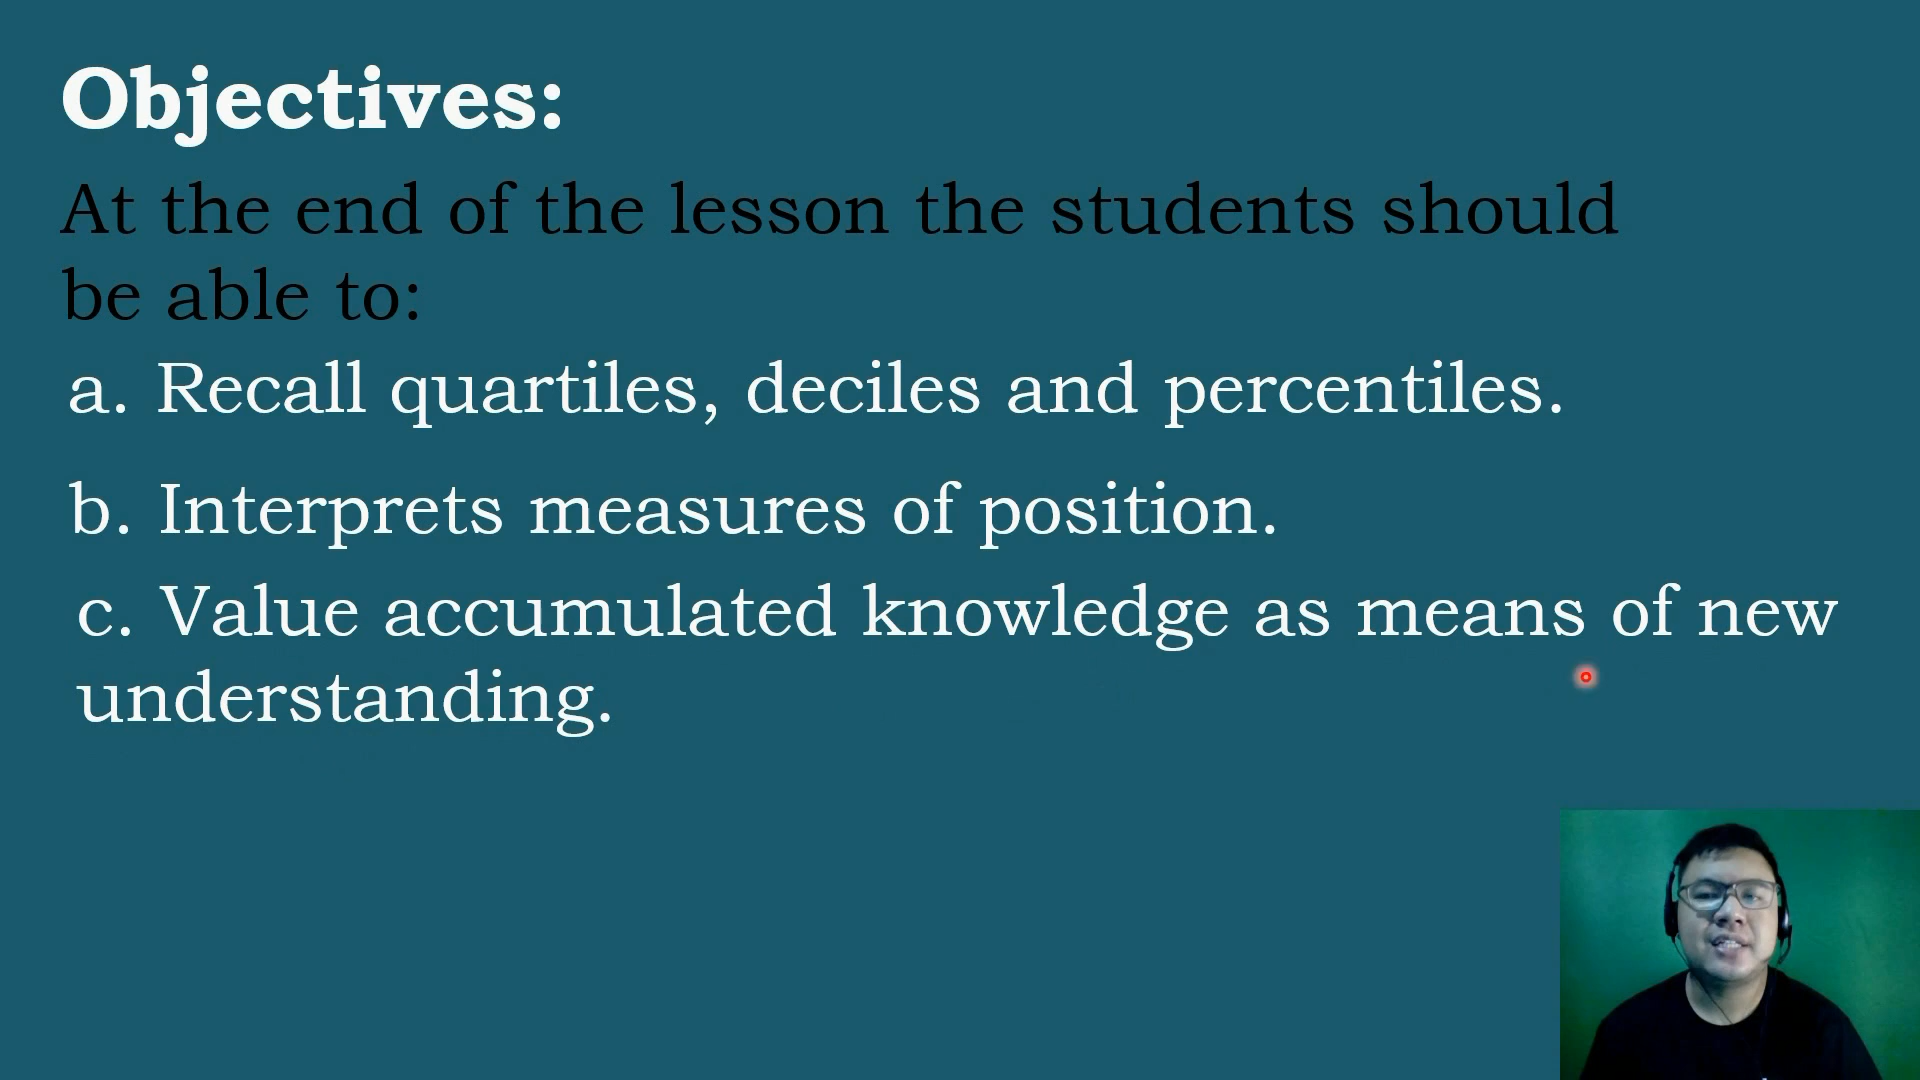 Objectives:
At the end of the lesson the students should
be able to:
a. Recall quartiles, deciles and percentiles.
b. Interprets measures of position.
c. Value accumulated knowledge as means of new
understanding.